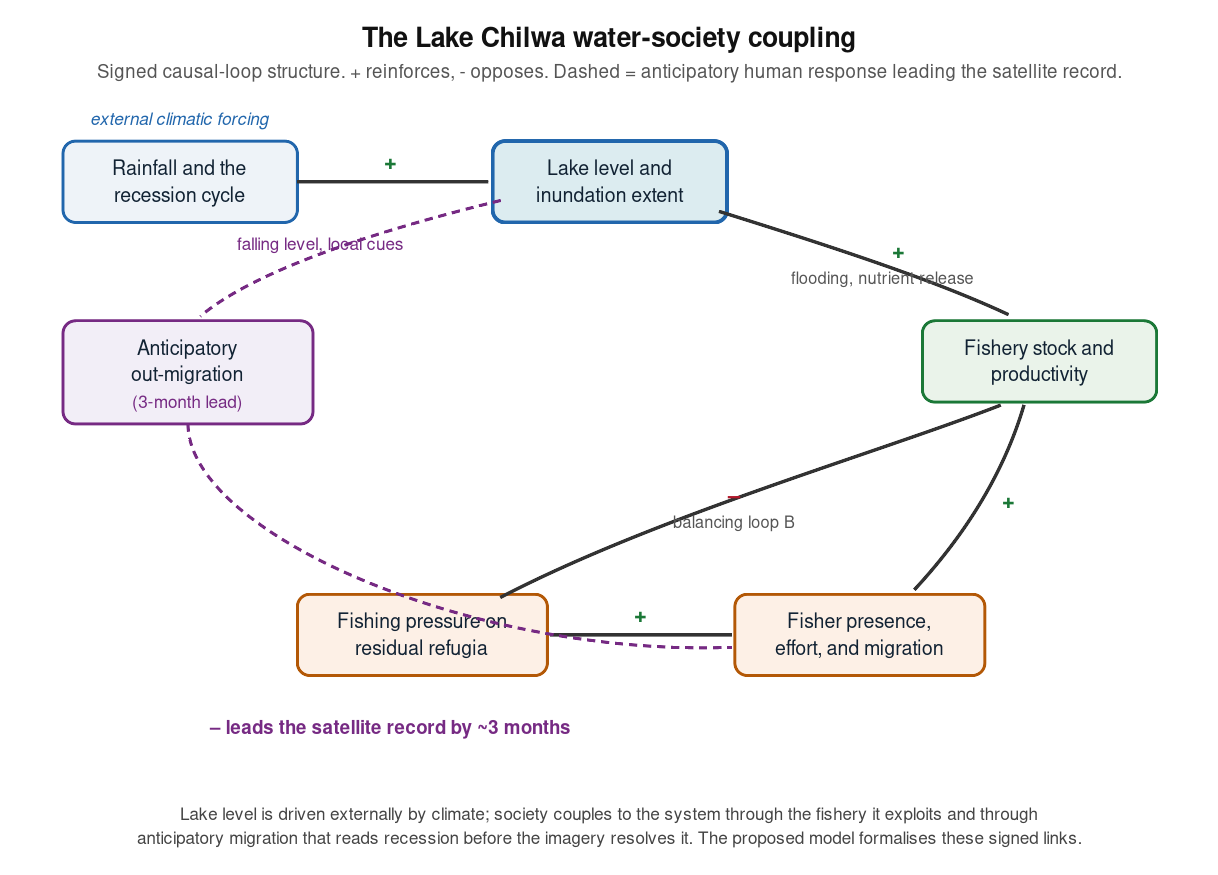 The Lake Chilwa water-society coupling
Signed causal-loop structure. + reinforces, - opposes. Dashed = anticipatory human response leading the satellite record.
external climatic forcing
Rainfall and the
recession cycle
+
Lake level and
inundation extent
falling level, local cues
+
flooding, nutrient release
Anticipatory
out-migration
(3-month lead)
Fishery stock and
productivity
–
balancing loop B
+
Fishing pressure on
residual refugia
+
Fisher presence,
effort, and migration
– leads the satellite record by ~3 months
Lake level is driven externally by climate; society couples to the system through the fishery it exploits and through
anticipatory migration that reads recession before the imagery resolves it. The proposed model formalises these signed links.